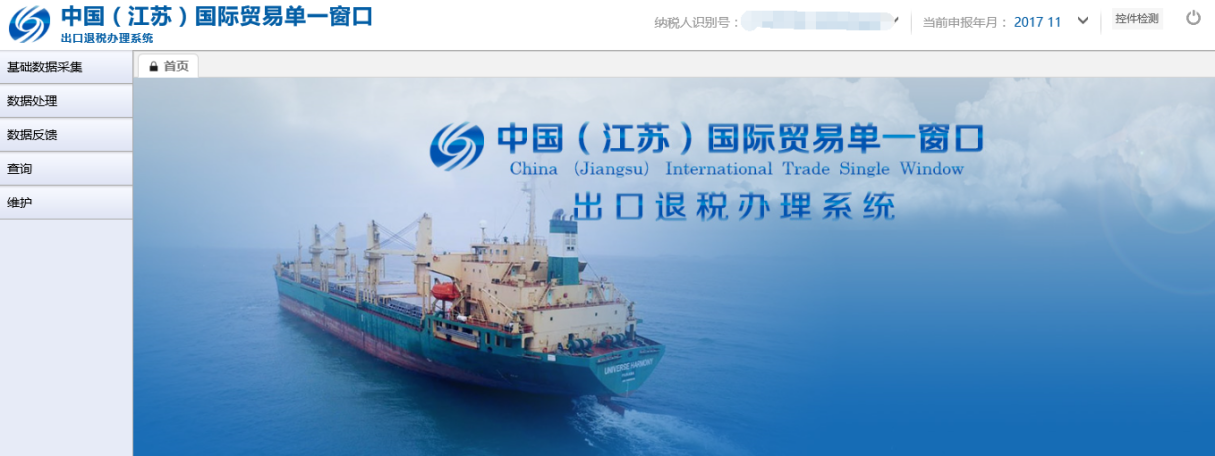 中国（江苏）国际贸易单一窗口
出口退税办理系统
纳税人识别号：
当前申报年月： 2017 11
控件检测
基础数据采集
数据处理
数据反馈
查询
维护
首页
中国（江苏）国际贸易单一窗口
China （Jiangsu） International Trade Single Window
出口退税办理系统
UNIVERSE HARMONY